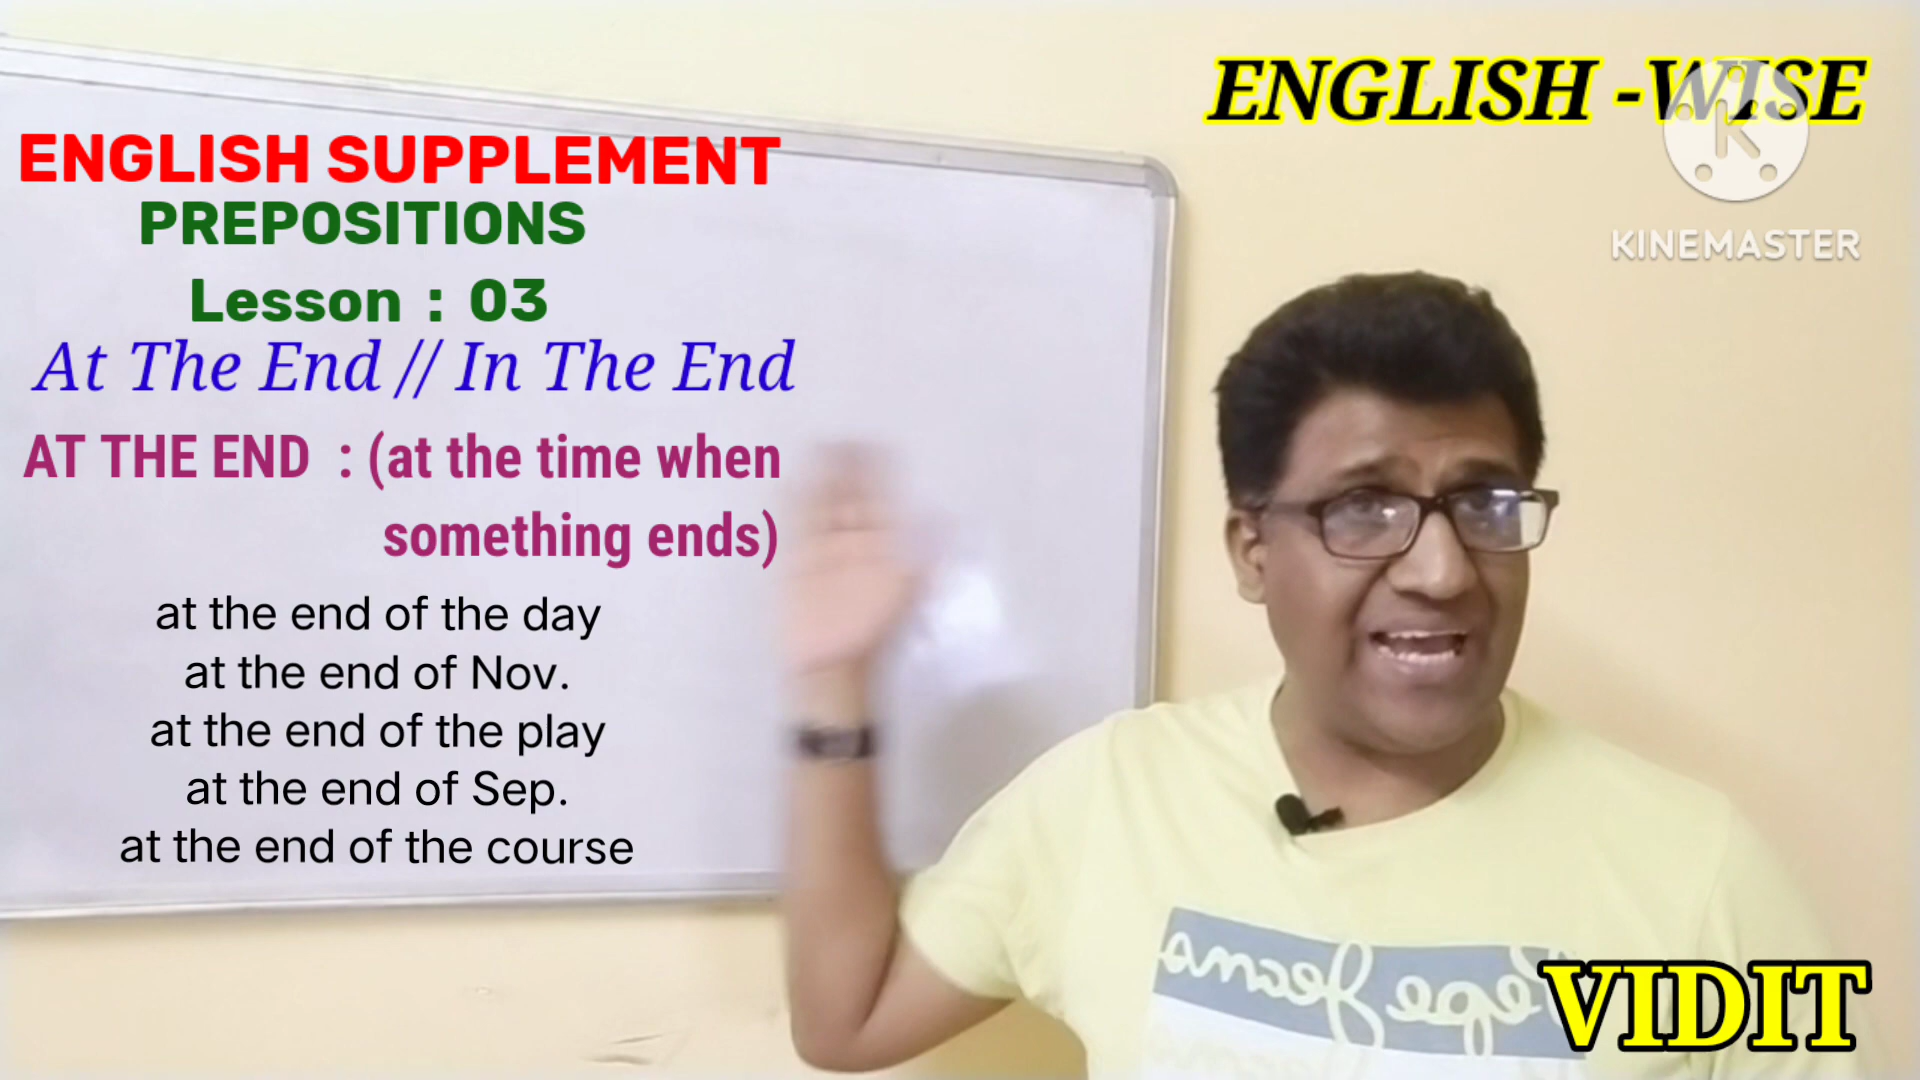 ENGLISH -WISE
KINEMASTER
ENGLISH SUPPLEMENT
PREPOSITIONS
Lesson : 03
At The End // In The End
AT THE END : (at the time when
something ends)
at the end of the day
at the end of Nov.
at the end of the play
at the end of Sep.
at the end of the course
Pepe Jeans
VIDIT